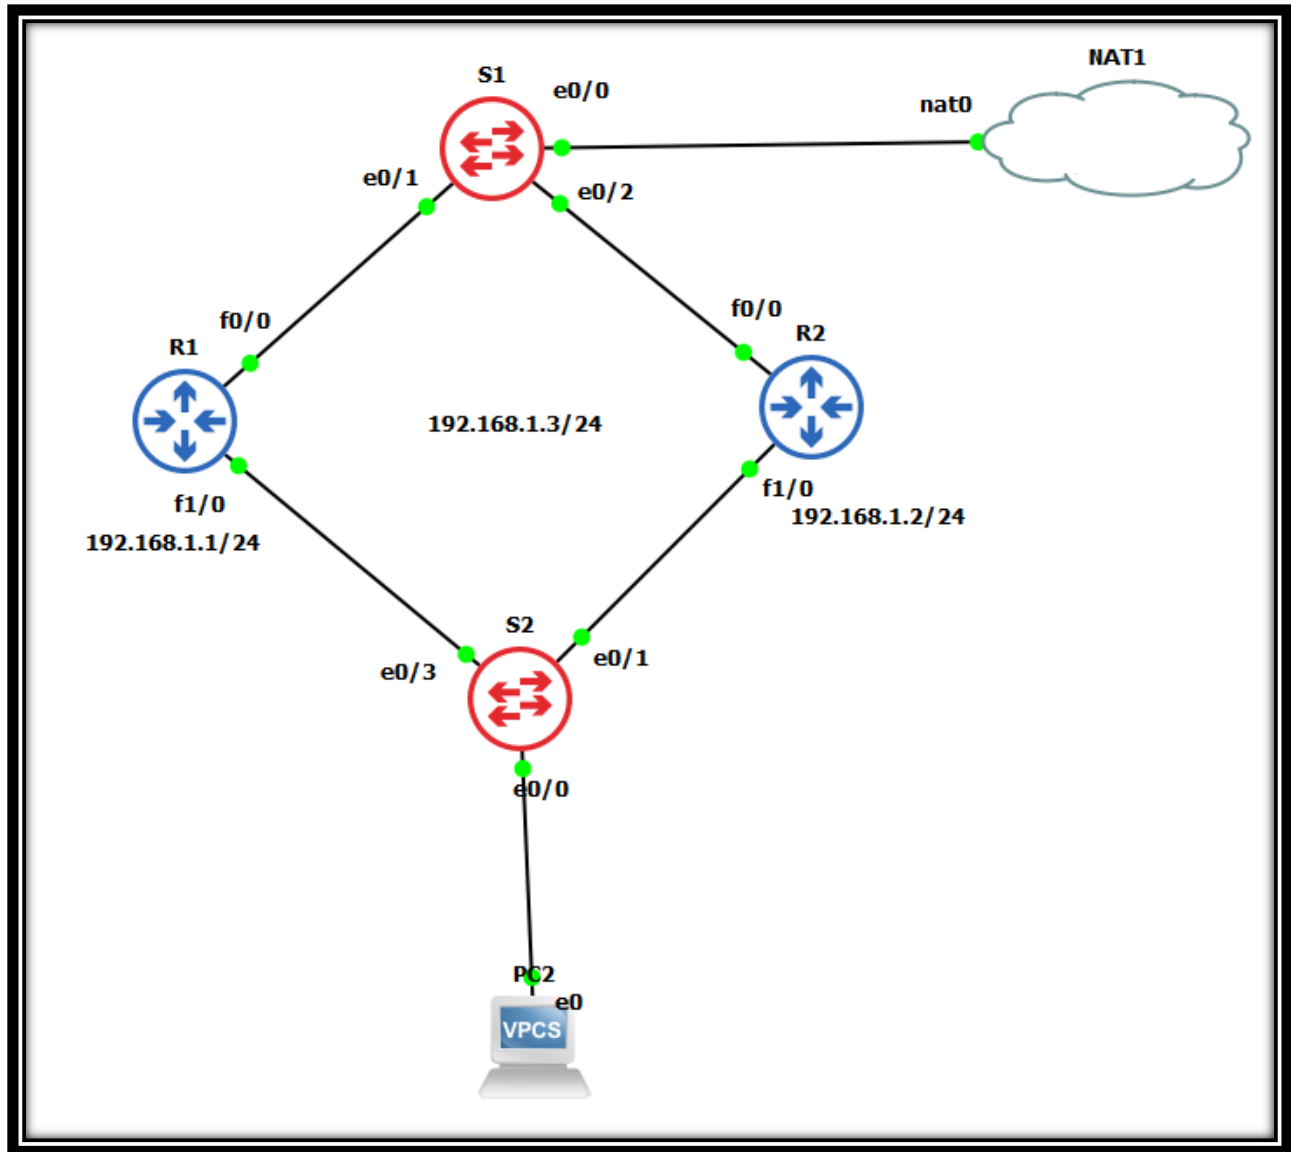 NAT1
S1
e0/0
nat0
e0/1
e0/2
f0/0
R1
f0/0
R2
192.168.1.3/24
f1/0
192.168.1.1/24
f1/0
192.168.1.2/24
S2
e0/3
e0/1
e0/0
PC2
e0
VPCS